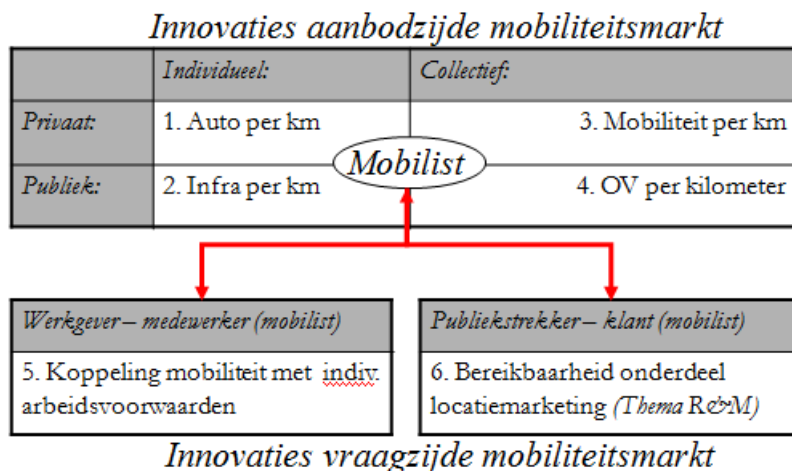 Innovaties aanbodzijde mobiliteitsmarkt
Individueel: Collectief:
Privaat: 1. Auto per km 3. Mobiliteit per km
Mobilist
Publiek: 2. Infra per km 4. OV per kilometer
Werkgever – medewerker (mobilist)
5. Koppeling mobiliteit met indiv.
arbeidsvoorwaarden
Publiekstrekker – klant (mobilist)
6. Bereikbaarheid onderdeel
locatiemarketing (Thema R&M)
Innovaties vraagzijde mobiliteitsmarkt